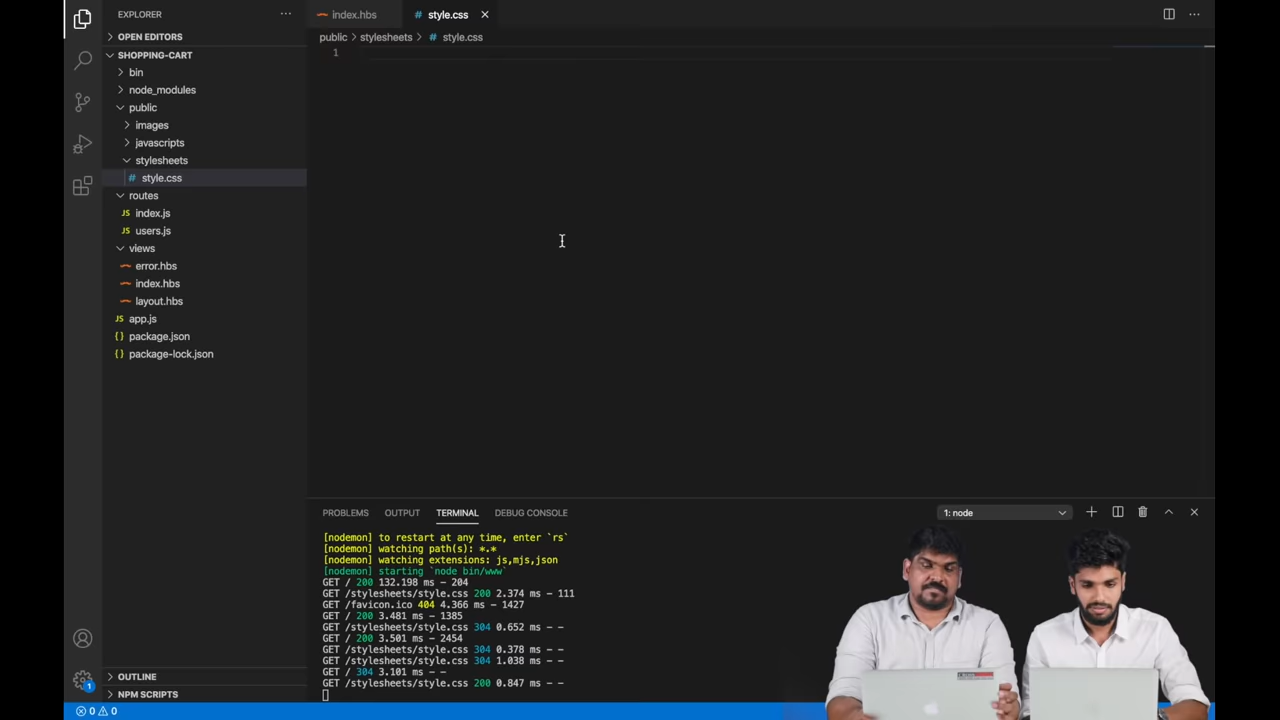 EXPLORER
OPEN EDITORS
SHOPPING-CART
bin
node_modules
public
images
javascripts
stylesheets
# style.css
routes
JS index.js
JS users.js
views
error.hbs
index.hbs
layout.hbs
JS app.js
{} package.json
{} package-lock.json
OUTLINE
NPM SCRIPTS
1
0 0
index.hbs # style.css
public > stylesheets > # style.css
1
PROBLEMS OUTPUT TERMINAL DEBUG CONSOLE
1: node
[nodemon] to restart at any time, enter `rs`
[nodemon] watching path(s): *.*
[nodemon] watching extensions: js,mjs,json
[nodemon] starting `node bin/www`
GET / 200 132.198 ms - 204
GET /stylesheets/style.css 200 2.374 ms - 111
GET /favicon.ico 404 4.366 ms - 1427
GET / 200 3.481 ms - 1385
GET /stylesheets/style.css 304 0.652 ms - -
GET / 200 3.501 ms - 2454
GET /stylesheets/style.css 304 0.378 ms - -
GET /stylesheets/style.css 304 1.038 ms - -
GET / 304 3.101 ms - -
GET /stylesheets/style.css 200 0.847 ms - -